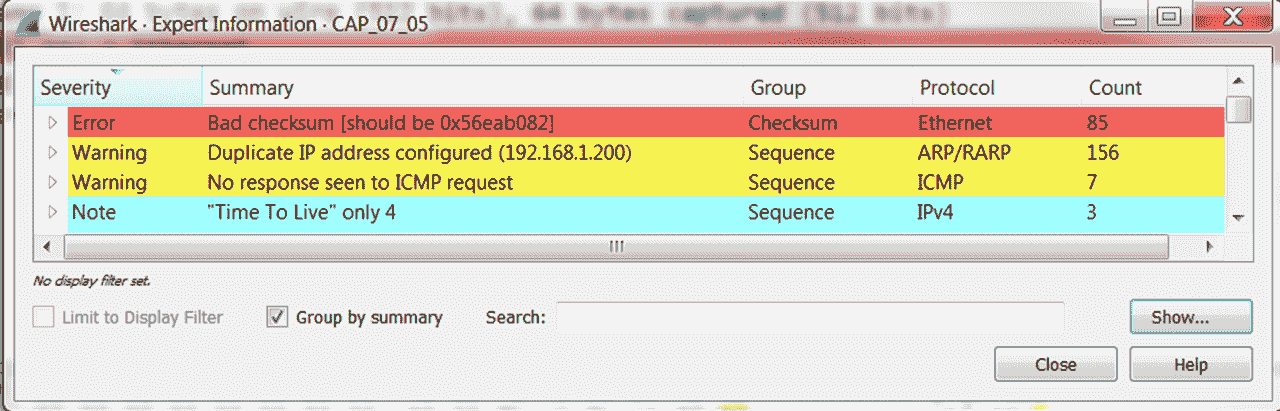 Wireshark · Expert Information · CAP_07_05
Severity Summary Group Protocol Count
Error Bad checksum [should be 0x56eab082] Checksum Ethernet 85
Warning Duplicate IP address configured (192.168.1.200) Sequence ARP/RARP 156
Warning No response seen to ICMP request Sequence ICMP 7
Note "Time To Live" only 4 Sequence IPv4 3
No display filter set.
Limit to Display Filter Group by summary Search: Show...
Close Help